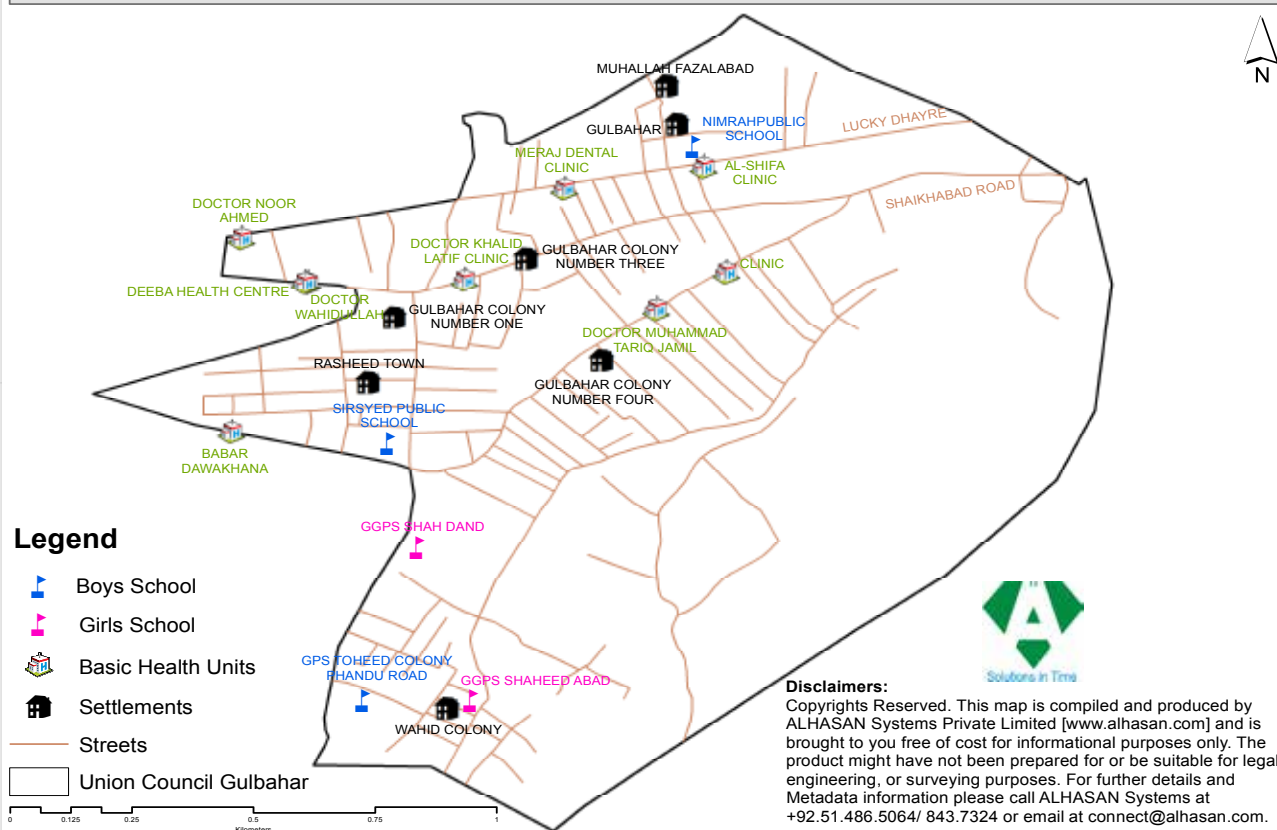 N
MUHALLAH FAZALABAD
GULBAHAR
NIMRAHPUBLIC
SCHOOL
LUCKY DHAYRE
MERAJ DENTAL
CLINIC
AL-SHIFA
CLINIC
SHAIKHABAD ROAD
DOCTOR NOOR
AHMED
DOCTOR KHALID
LATIF CLINIC
GULBAHAR COLONY
NUMBER THREE
CLINIC
DEEBA HEALTH CENTRE
DOCTOR
WAHIDULLAH
GULBAHAR COLONY
NUMBER ONE
DOCTOR MUHAMMAD
TARIQ JAMIL
RASHEED TOWN
GULBAHAR COLONY
NUMBER FOUR
SIRSYED PUBLIC
SCHOOL
BABAR
DAWAKHANA
GGPS SHAH DAND
GPS TOHEED COLONY
PHANDU ROAD
GGPS SHAHEED ABAD
WAHID COLONY
Legend
Boys School
Girls School
Basic Health Units
Settlements
Streets
Union Council Gulbahar
0 0.125 0.25 0.5 0.75 1
Kilometers
A
Solutions in Time
Disclaimers:
Copyrights Reserved. This map is compiled and produced by
ALHASAN Systems Private Limited [www.alhasan.com] and is
brought to you free of cost for informational purposes only. The
product might have not been prepared for or be suitable for legal,
engineering, or surveying purposes. For further details and
Metadata information please call ALHASAN Systems at
+92.51.486.5064/ 843.7324 or email at connect@alhasan.com.